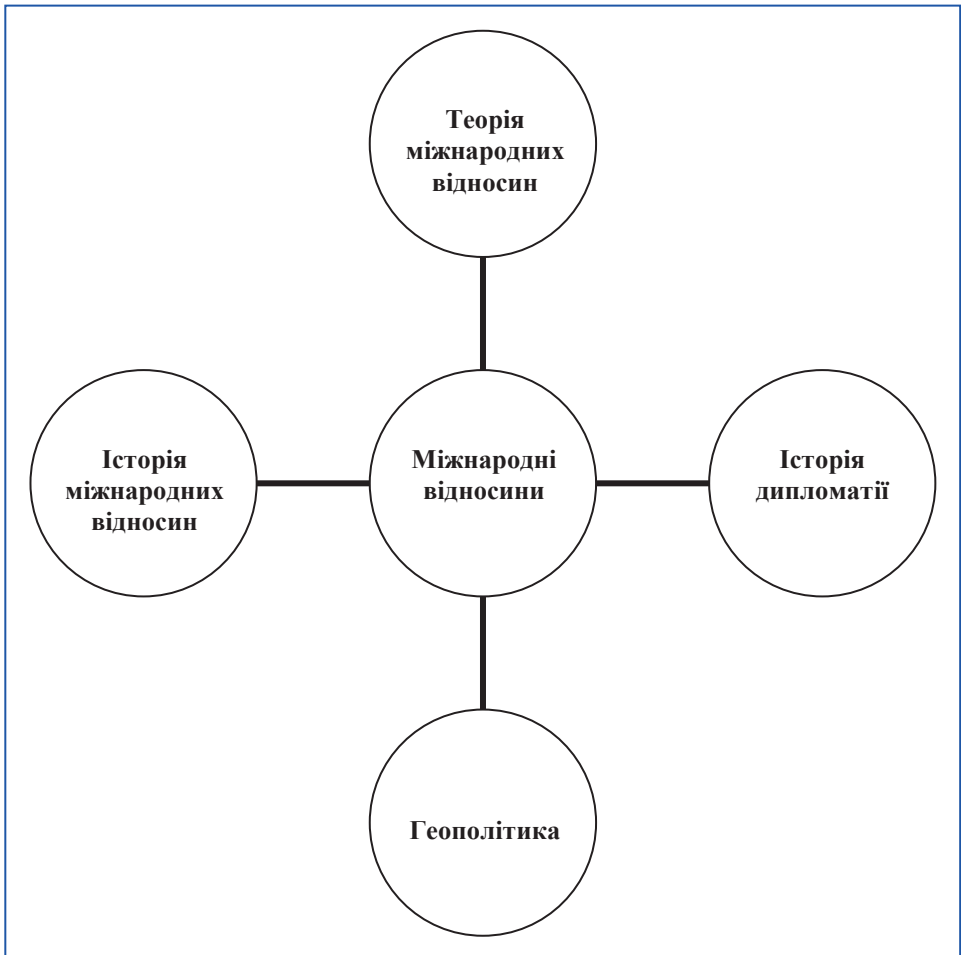 Теорія
міжнародних
відносин
Історія
міжнародних
відносин
Міжнародні
відносини
Історія
дипломатії
Геополітика